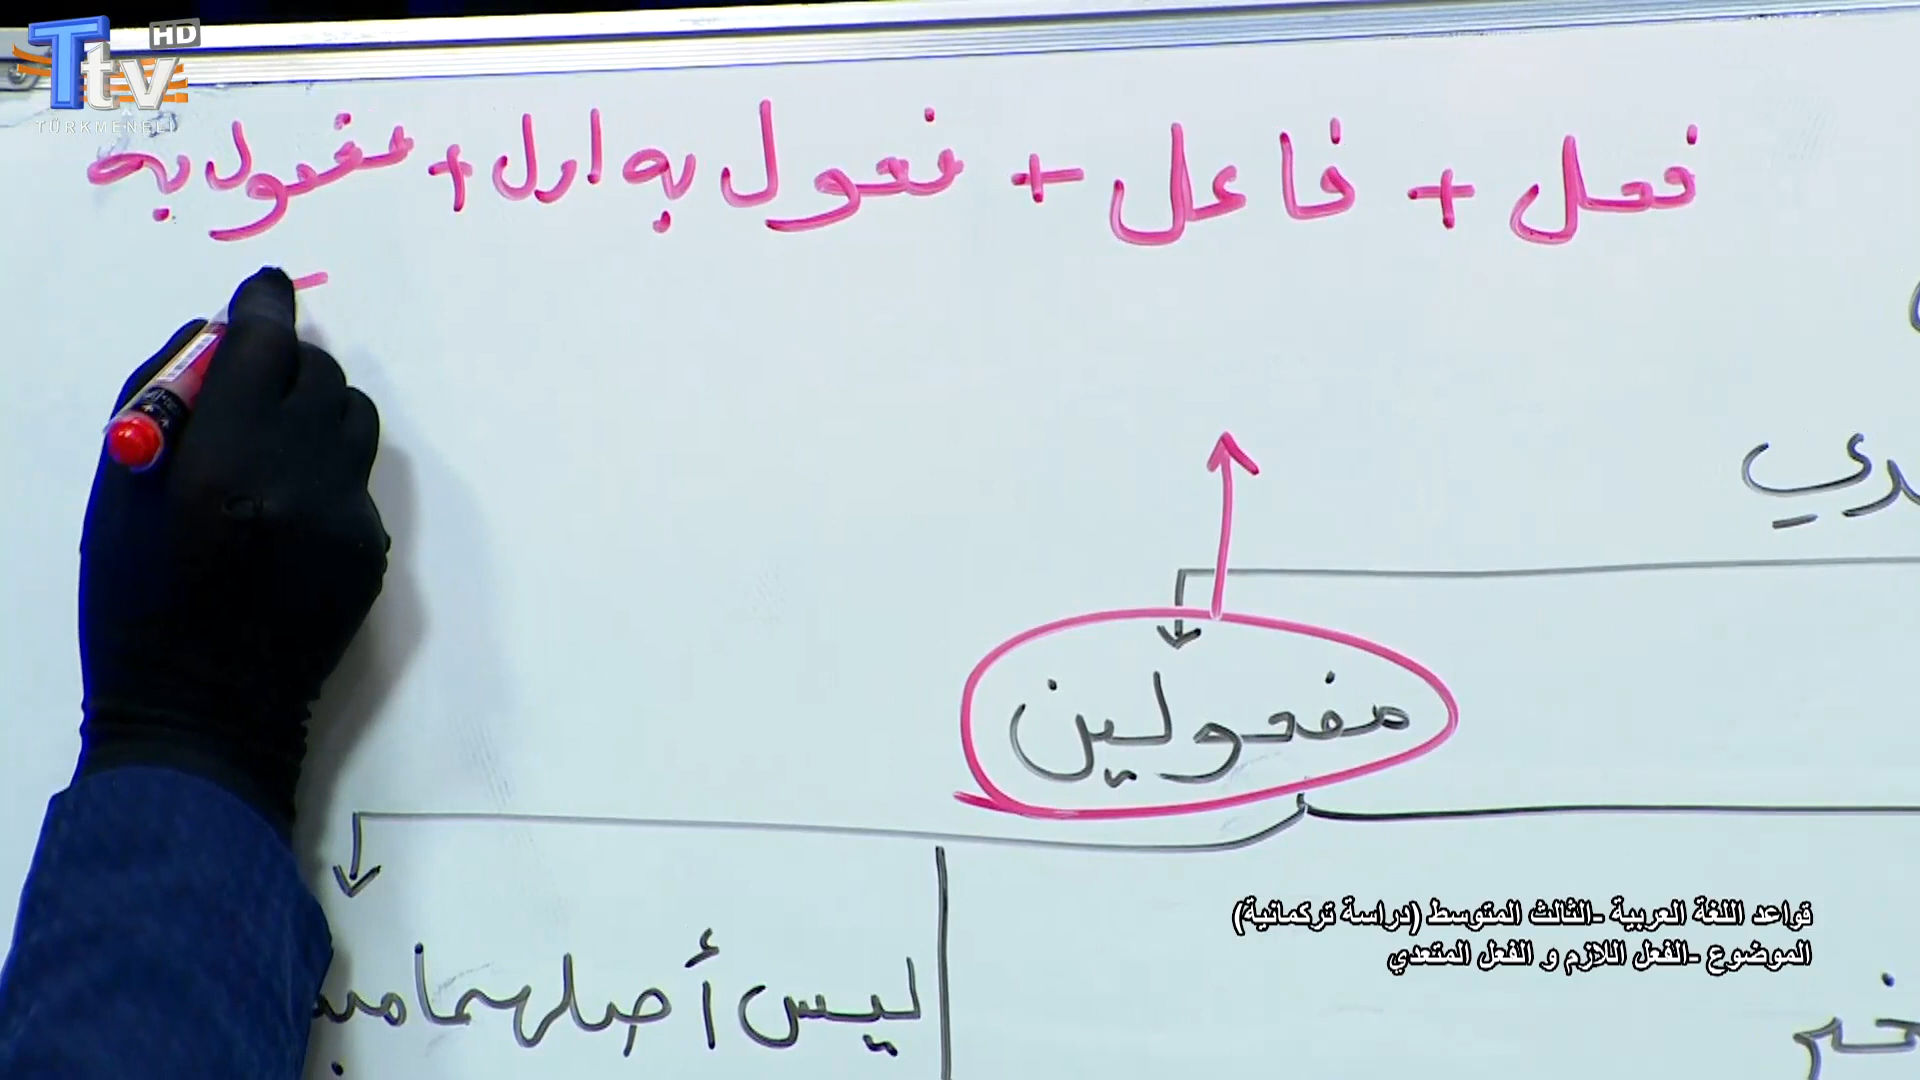 Ttv HD
TÜRKMENELİ
فعل + فاعل + مفعول به اول + مفعول به
مفعولين
ليس أصلهما
قواعد اللغة العربية -الثالث المتوسط (دراسة تركمانية)
الموضوع -الفعل اللازم و الفعل المتعدي